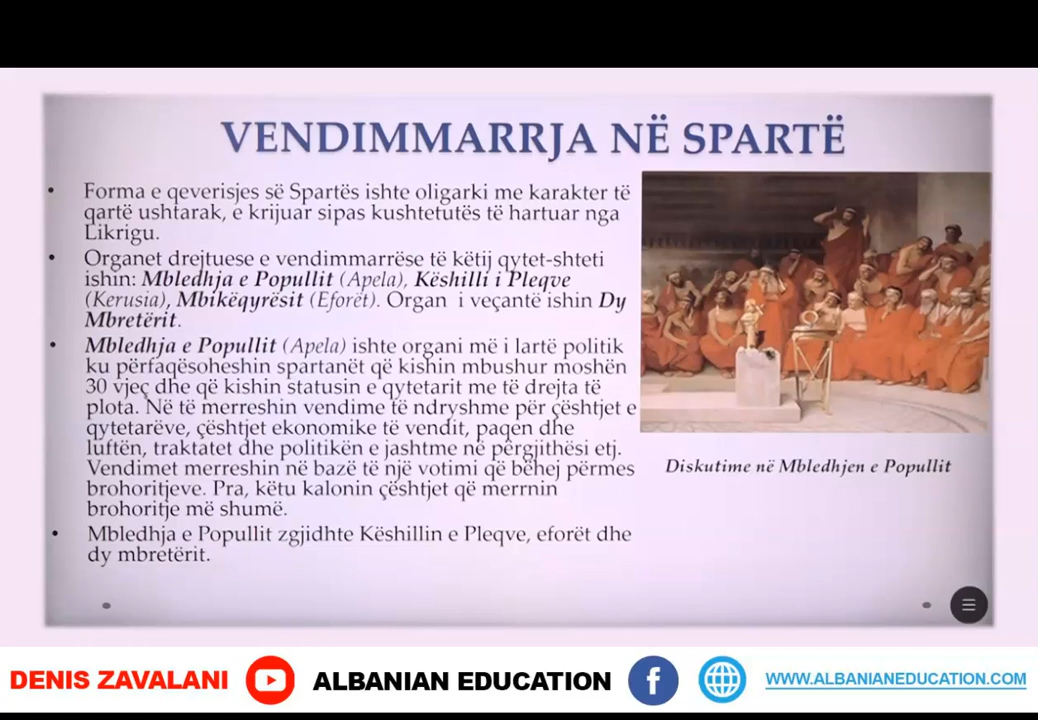 VENDIMMARRJA NË SPARTË
• Forma e qeverisjes së Spartës ishte oligarki me karakter të
qartë ushtarak, e krijuar sipas kushtetutës të hartuar nga
Likrigu.
• Organet drejtuese e vendimmarrëse të këtij qytet-shteti
ishin: Mbledhja e Popullit (Apela), Këshilli i Pleqve
(Kerusia), Mbikëqyrësit (Eforët). Organ i veçantë ishin Dy
Mbretërit.
• Mbledhja e Popullit (Apela) ishte organi më i lartë politik
ku përfaqësoheshin spartanët që kishin mbushur moshën
30 vjeç dhe që kishin statusin e qytetarit me të drejta të
plota. Në të merreshin vendime të ndryshme për çështjet e
qytetarëve, çështjet ekonomike të vendit, paqen dhe
luftën, traktatet dhe politikën e jashtme në përgjithësi etj.
Vendimet merreshin në bazë të një votimi që bëhej përmes
brohoritjeve. Pra, këtu kalonin çështjet që merrnin
brohoritje më shumë.
• Mbledhja e Popullit zgjidhte Këshillin e Pleqve, eforët dhe
dy mbretërit.
Diskutime në Mbledhjen e Popullit
DENIS ZAVALANI ALBANIAN EDUCATION f WWW.ALBANIANEDUCATION.COM